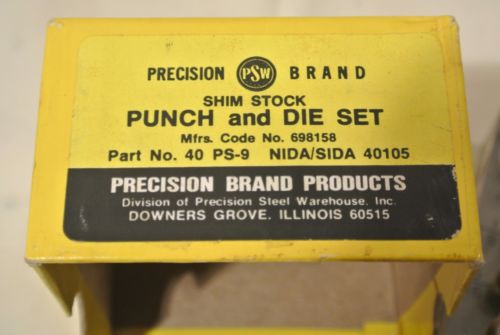 PRECISION PSW BRAND
SHIM STOCK
PUNCH and DIE SET
Mfrs. Code No. 698158
Part No. 40 PS-9 NIDA/SIDA 40105
PRECISION BRAND PRODUCTS
Division of Precision Steel Warehouse, Inc.
DOWNERS GROVE, ILLINOIS 60515